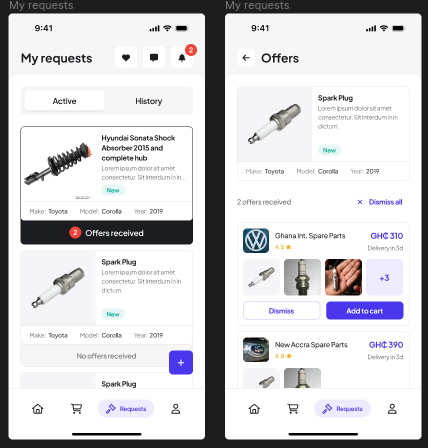 My requests
My requests
9:41
My requests
2
Active
History
Hyundai Sonata Shock
Absorber 2015 and
complete hub
Lorem ipsum dolor sit amet
consectetur. Sit interdum in in...
New
Make: Toyota
Model: Corolla
Year: 2019
2 Offers received
Spark Plug
Lorem ipsum dolor sit amet
consectetur. Sit interdum in in
dictum.
New
Make: Toyota
Model: Corolla
Year: 2019
No offers received
+
Spark Plug
Requests
9:41
Offers
Spark Plug
Lorem ipsum dolor sit amet
consectetur. Sit interdum in in
dictum.
New
Make: Toyota
Model: Corolla
Year: 2019
2 offers received
× Dismiss all
Ghana Int. Spare Parts
GH₵ 310
4.5
Delivery in 3d
+3
Dismiss
Add to cart
New Accra Spare Parts
GH₵ 390
4.8
Delivery in 3d
Requests